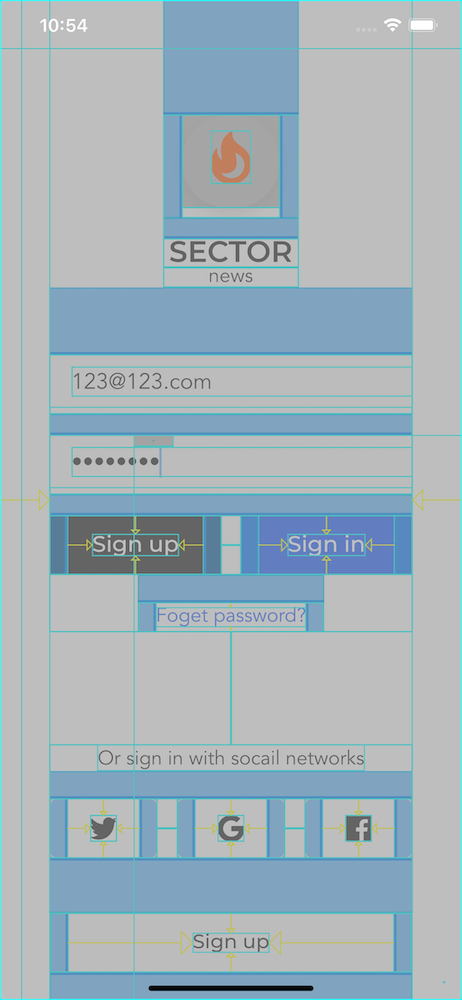 10:54
SECTOR
news
123@123.com
Sign up
Sign in
Foget password?
Or sign in with socail networks
Sign up